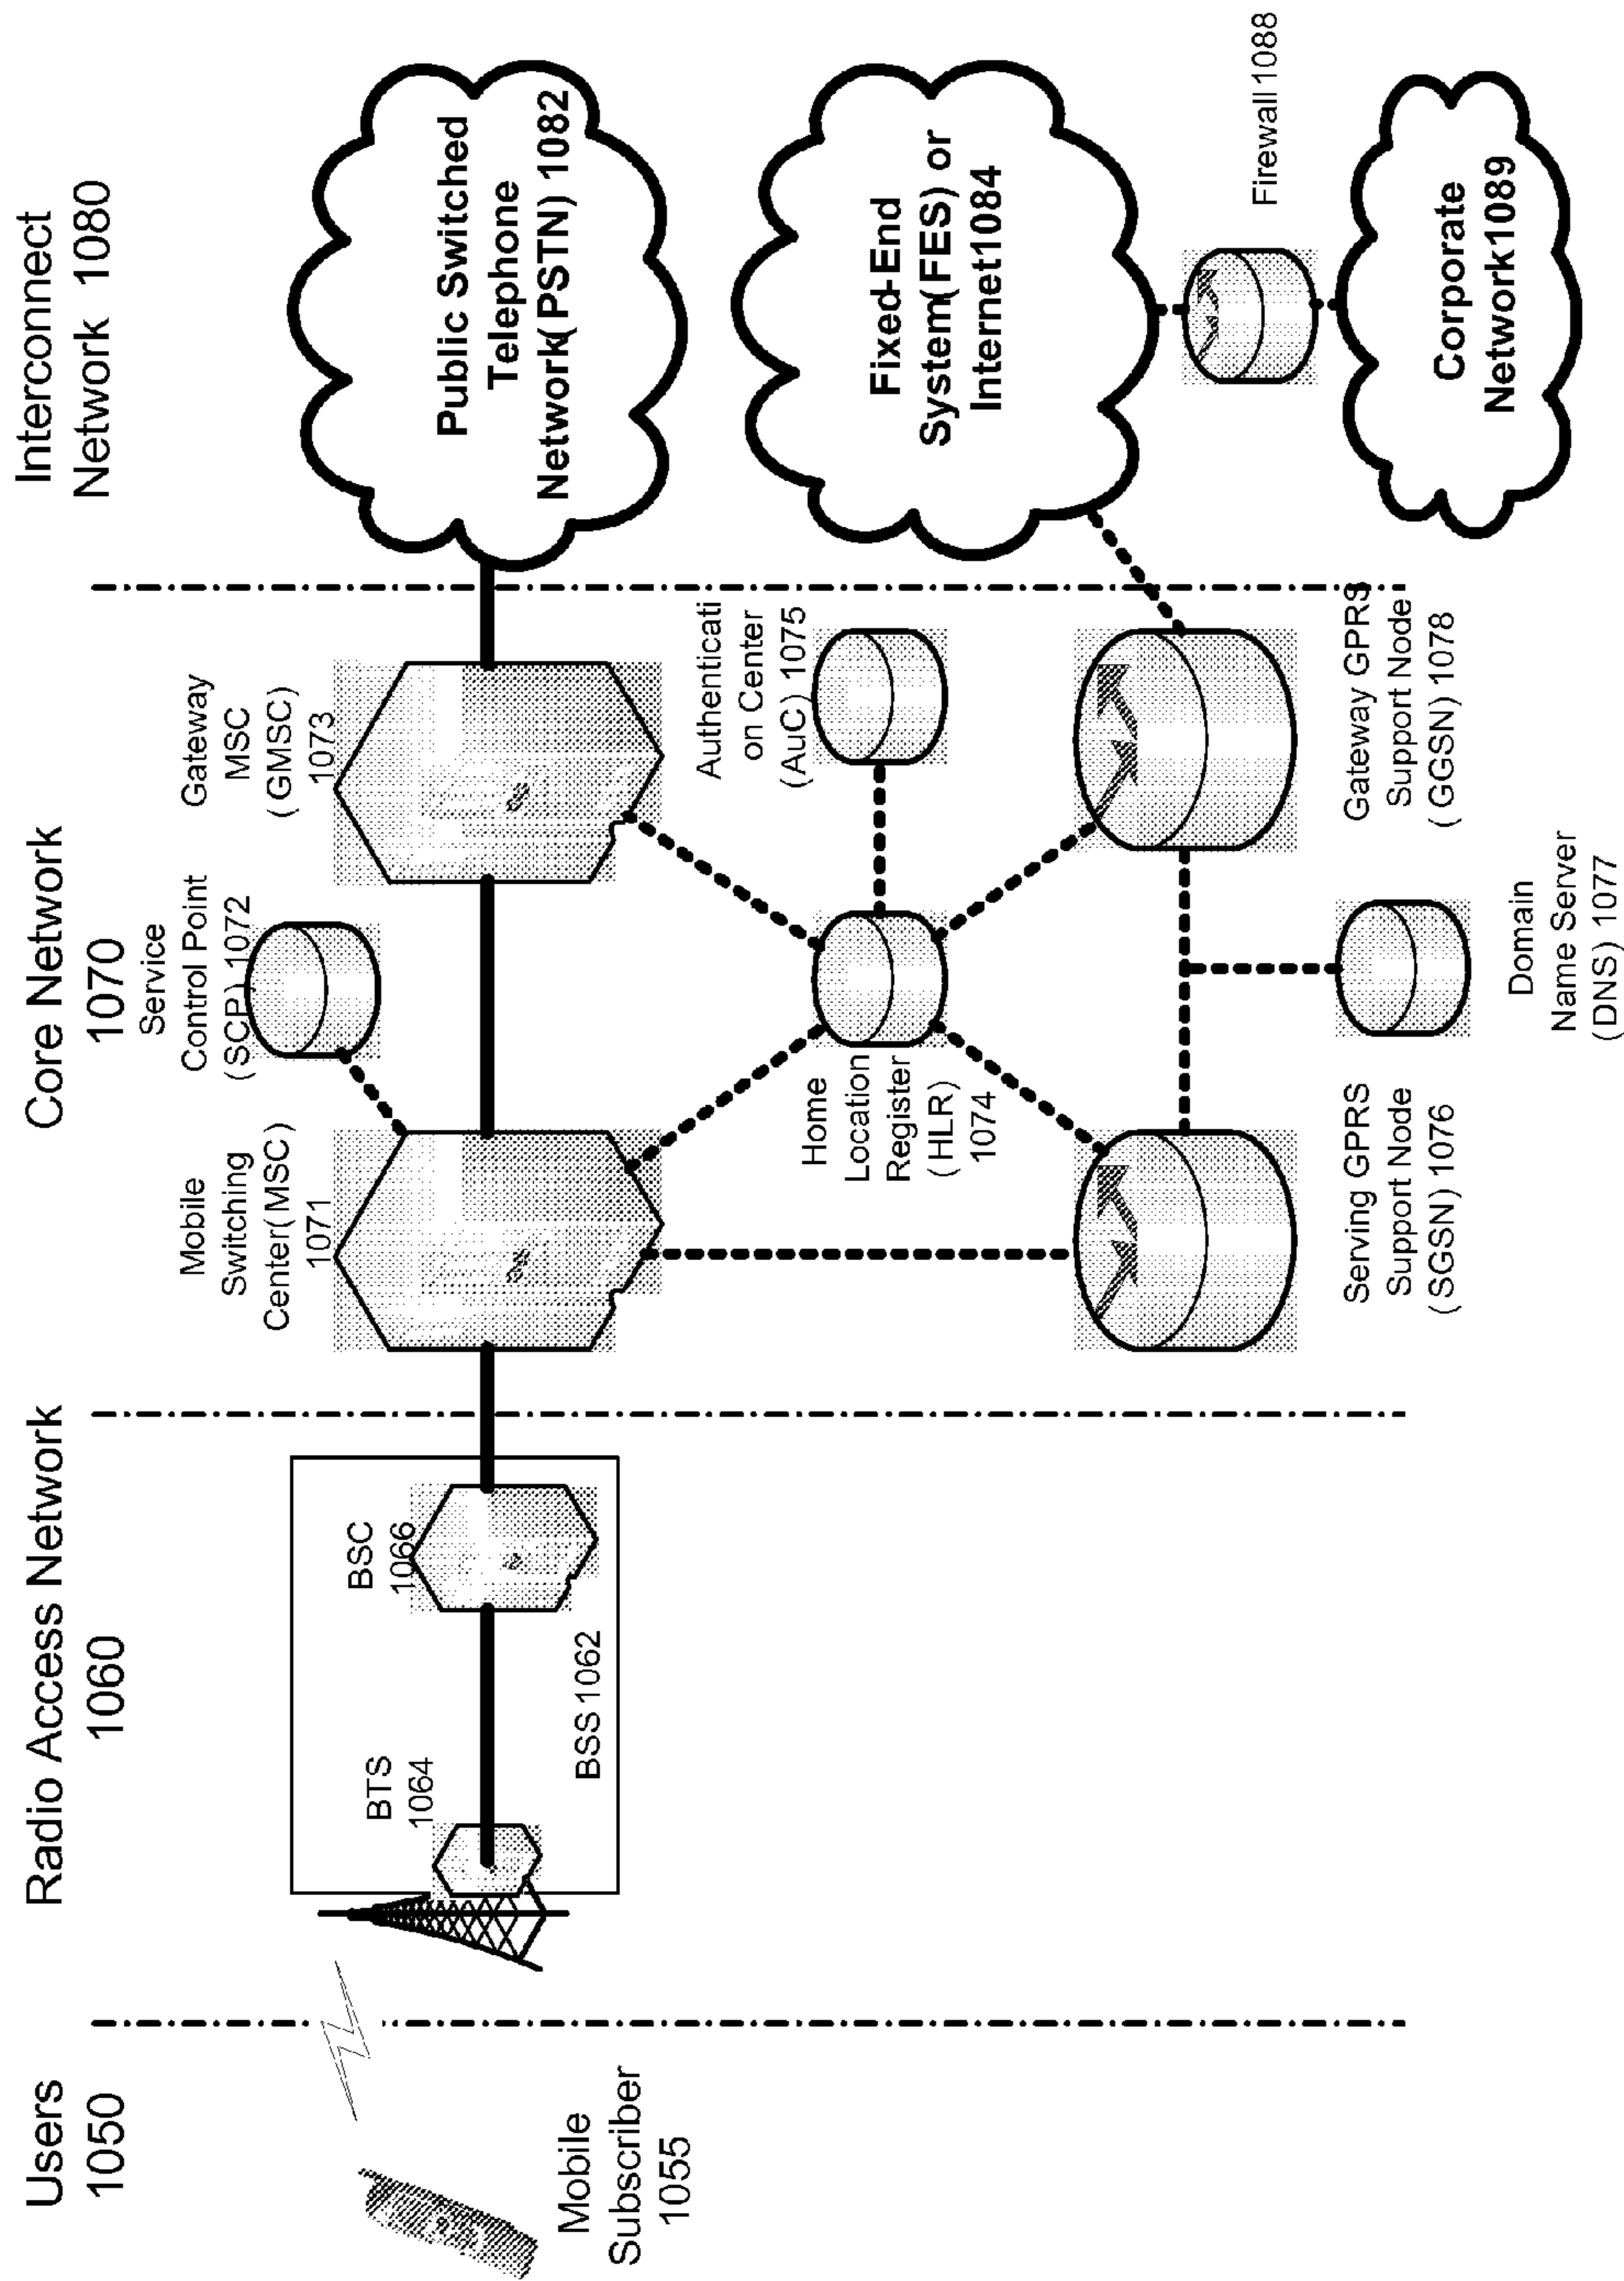 Users
1050
Radio Access Network
1060
Core Network
1070
Interconnect
Network 1080
Mobile
Subscriber
1055
BTS
1064
BSC
1066
BSS 1062
Mobile
Switching
Center(MSC)
1071
Service
Control Point
(SCP) 1072
Gateway
MSC
(GMSC)
1073
Public Switched
Telephone
Network(PSTN) 1082
Home
Location
Register
(HLR)
1074
Authenticati
on Center
(AuC) 1075
Fixed-End
System(FES) or
Internet1084
Serving GPRS
Support Node
(SGSN) 1076
Gateway GPRS
Support Node
(GGSN) 1078
Domain
Name Server
(DNS) 1077
Firewall 1088
Corporate
Network1089